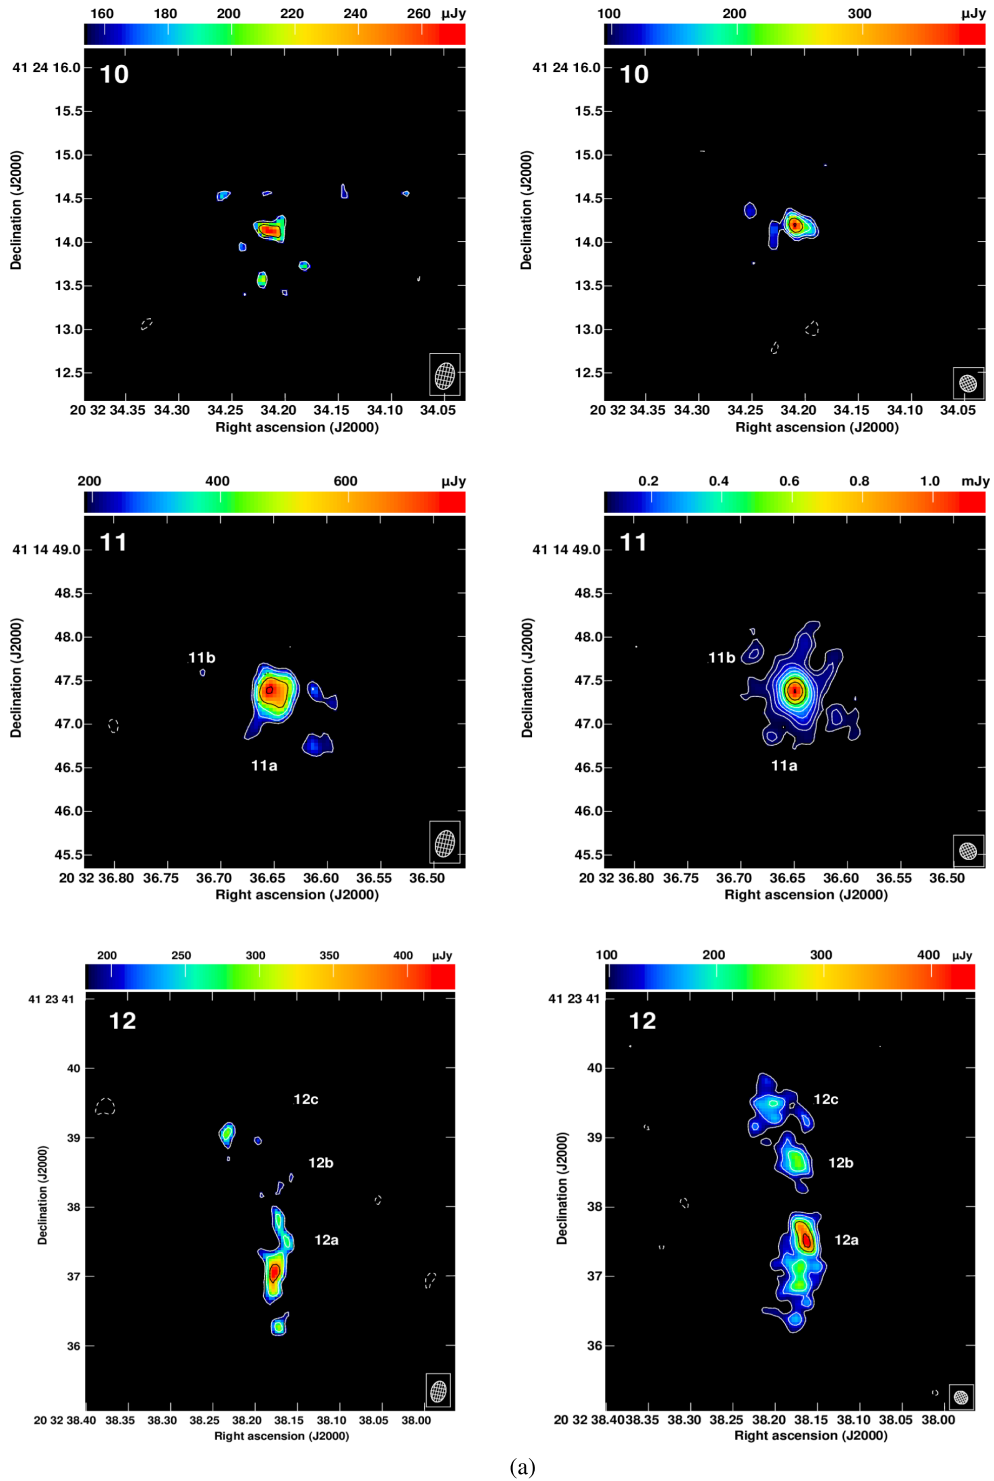 160 180 200 220 240 260 µJy
10
41 24 16.0
15.5
15.0
14.5
14.0
13.5
13.0
12.5
Declination (J2000)
20 32 34.35 34.30 34.25 34.20 34.15 34.10 34.05
Right ascension (J2000)
100 200 300 µJy
10
41 24 16.0
15.5
15.0
14.5
14.0
13.5
13.0
12.5
Declination (J2000)
20 32 34.35 34.30 34.25 34.20 34.15 34.10 34.05
Right ascension (J2000)
200 400 600 µJy
11
41 14 49.0
48.5
48.0
47.5
47.0
46.5
46.0
45.5
Declination (J2000)
11b
11a
20 32 36.80 36.75 36.70 36.65 36.60 36.55 36.50
Right ascension (J2000)
0.2 0.4 0.6 0.8 1.0 mJy
11
41 14 49.0
48.5
48.0
47.5
47.0
46.5
46.0
45.5
Declination (J2000)
11b
11a
20 32 36.80 36.75 36.70 36.65 36.60 36.55 36.50
Right ascension (J2000)
200 250 300 350 400 µJy
12
41 23 41
40
39
38
37
36
Declination (J2000)
12c
12b
12a
20 32 38.40 38.35 38.30 38.25 38.20 38.15 38.10 38.05 38.00
Right ascension (J2000)
100 200 300 400 µJy
12
41 23 41
40
39
38
37
36
Declination (J2000)
12c
12b
12a
20 32 38.40 38.35 38.30 38.25 38.20 38.15 38.10 38.05 38.00
Right ascension (J2000)
(a)